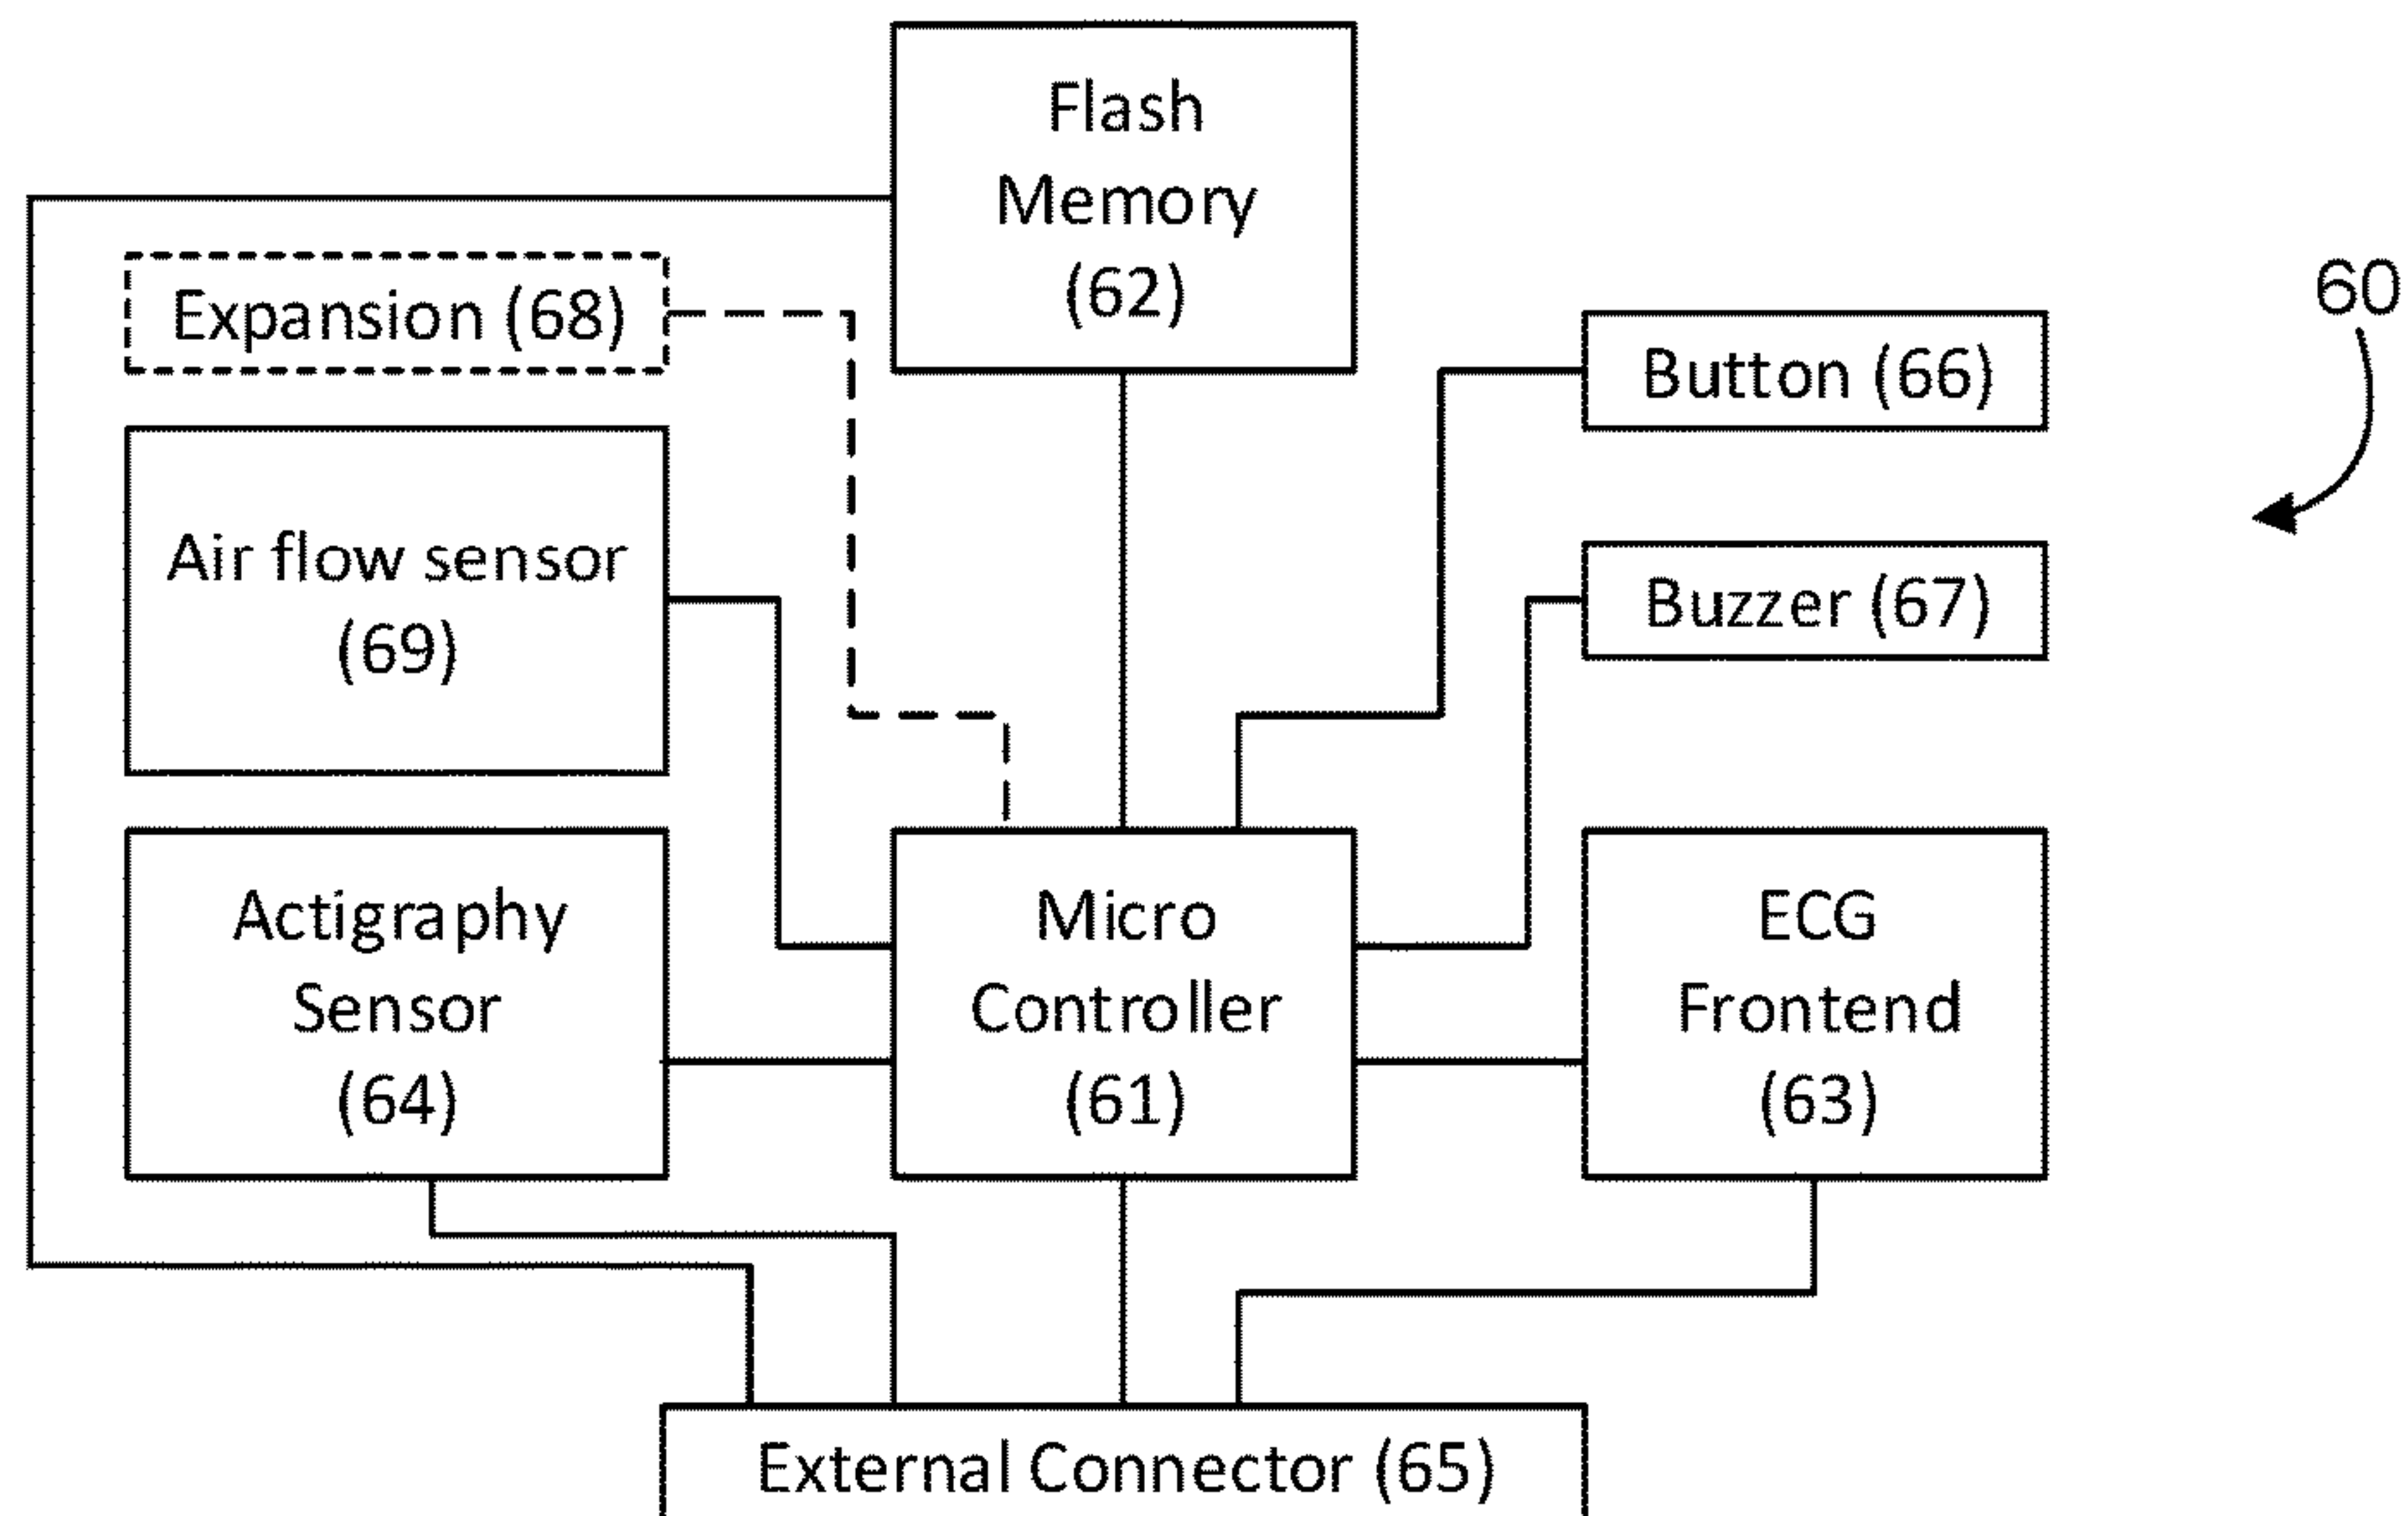 Flash
Memory
(62)
Expansion (68)
60
Button (66)
Air flow sensor
(69)
Buzzer (67)
Actigraphy
Sensor
(64)
Micro
Controller
(61)
ECG
Frontend
(63)
External Connector (65)